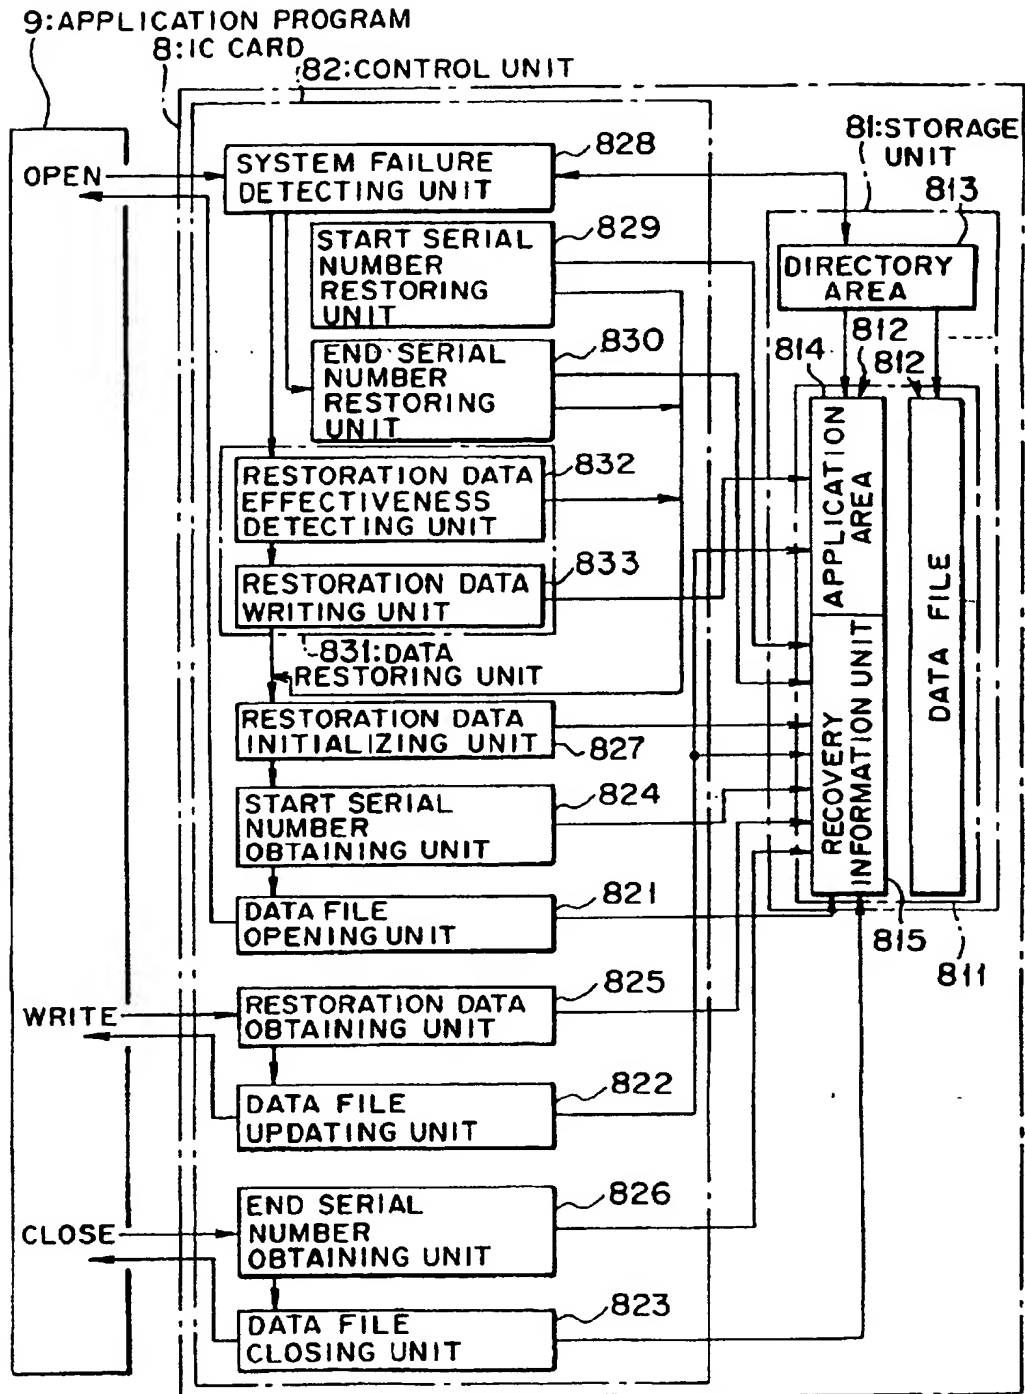 9:APPLICATION PROGRAM
8:IC CARD
82:CONTROL UNIT
81:STORAGE
UNIT
813
OPEN
SYSTEM FAILURE
DETECTING UNIT
828
START SERIAL
NUMBER
RESTORING
UNIT
829
DIRECTORY
AREA
END SERIAL
NUMBER
RESTORING
UNIT
830
814
812
812
RESTORATION DATA
EFFECTIVENESS
DETECTING UNIT
832
RESTORATION DATA
WRITING UNIT
833
831:DATA
RESTORING UNIT
APPLICATION
AREA
RECOVERY
INFORMATION UNIT
DATA FILE
RESTORATION DATA
INITIALIZING UNIT
827
START SERIAL
NUMBER
OBTAINING UNIT
824
DATA FILE
OPENING UNIT
821
815
811
WRITE
RESTORATION DATA
OBTAINING UNIT
825
DATA FILE
UPDATING UNIT
822
CLOSE
END SERIAL
NUMBER
OBTAINING UNIT
826
DATA FILE
CLOSING UNIT
823